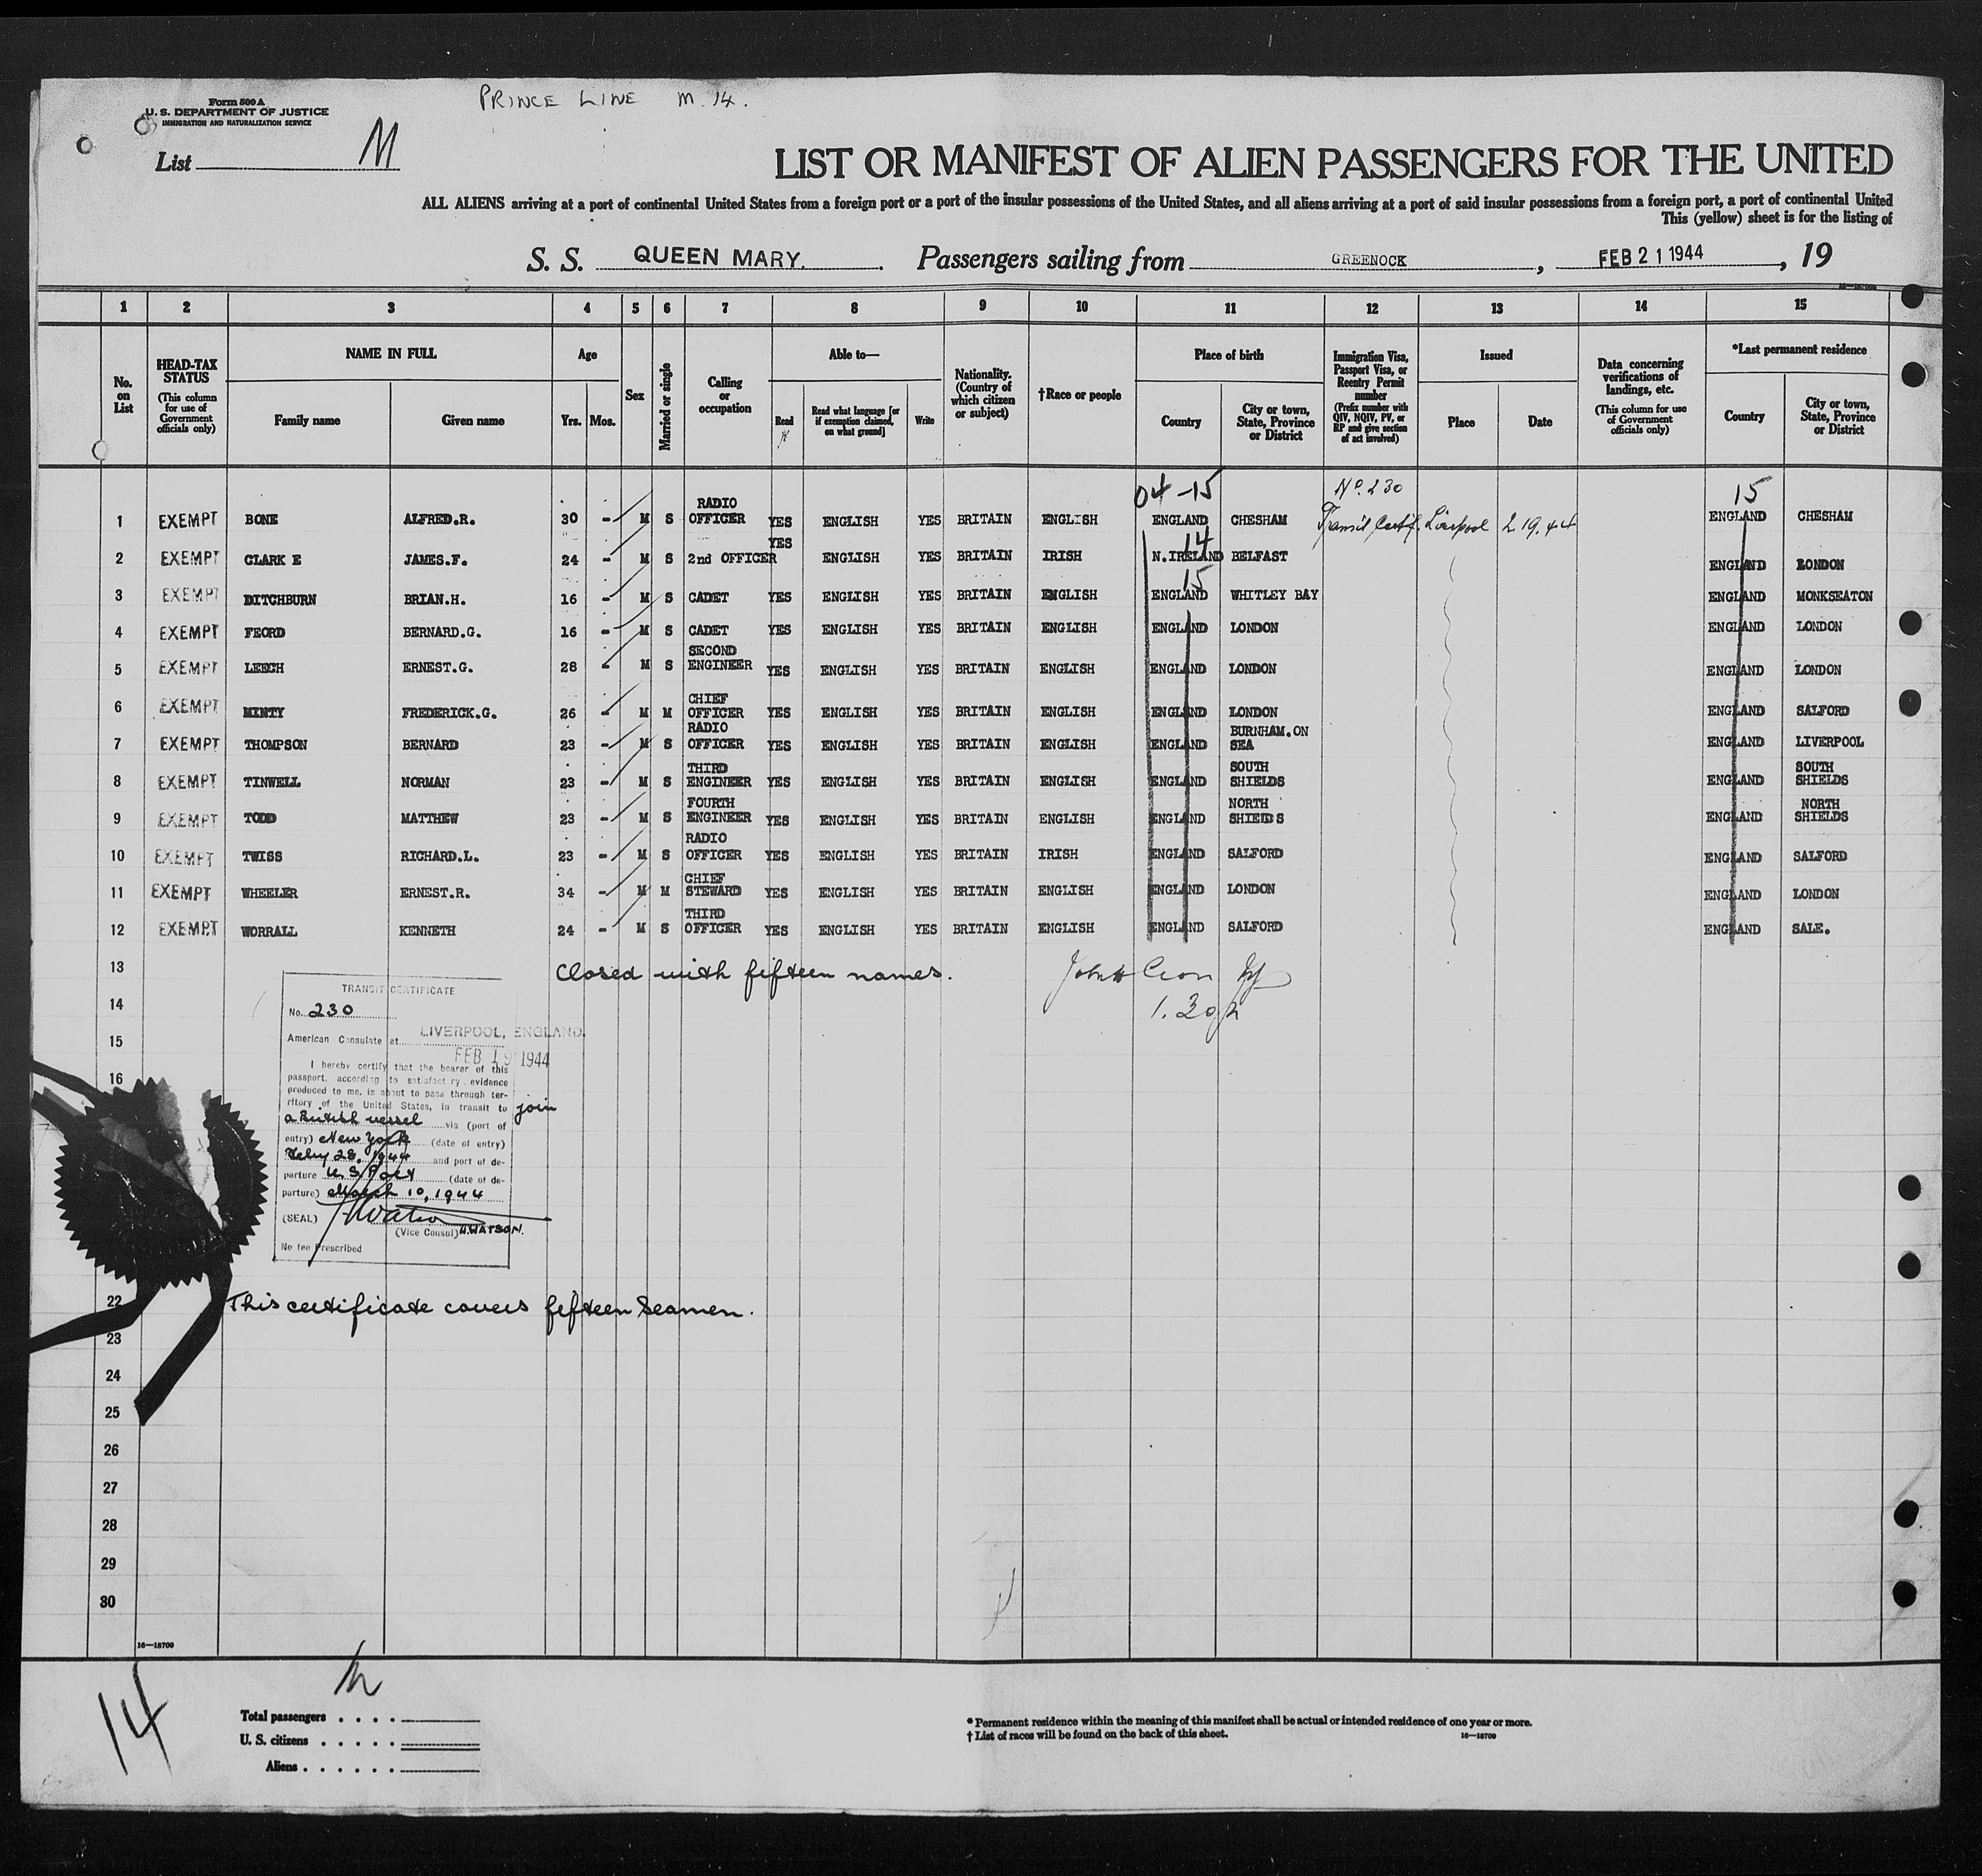 Form 500 A
U. S. DEPARTMENT OF JUSTICE
IMMIGRATION AND NATURALIZATION SERVICE
PRINCE LINE M. 14.
List M
LIST OR MANIFEST OF ALIEN PASSENGERS FOR THE UNITED
ALL ALIENS arriving at a port of continental United States from a foreign port or a port of the insular possessions of the United States, and all aliens arriving at a port of said insular possessions from a foreign port, a port of continental United
This (yellow) sheet is for the listing of
S. S. QUEEN MARY. Passengers sailing from GREENOCK, FEB 21 1944, 19
1 2 3 4 5 6 7 8 9 10 11 12 13 14 15
No. on List
HEAD-TAX STATUS (This column for use of Government officials only)
NAME IN FULL
Family name Given name
Age
Yrs. Mos.
Sex
Married or single
Calling or occupation
Able to—
Read Read what language [or if exemption claimed, on what ground] Write
Nationality. (Country of which citizen or subject)
†Race or people
Place of birth
Country City or town, State, Province or District
Immigration Visa, Passport Visa, or Reentry Permit number (Prefix number with QIV, NQIV, PV, or RP and give section of act involved)
Issued
Place Date
Data concerning verifications of landings, etc. (This column for use of Government officials only)
*Last permanent residence
Country City or town, State, Province or District
04-15 No. 230 15
1 EXEMPT BONE ALFRED.R. 30 - M S RADIO OFFICER YES ENGLISH YES BRITAIN ENGLISH ENGLAND CHESHAM Transit Certf. Liverpool 2 19.44 ENGLAND CHESHAM
14
2 EXEMPT CLARK E JAMES.F. 24 - M S 2nd OFFICER YES ENGLISH YES BRITAIN IRISH N.IRELAND BELFAST ENGLAND LONDON
15
3 EXEMPT DITCHBURN BRIAN.H. 16 - M S CADET YES ENGLISH YES BRITAIN ENGLISH ENGLAND WHITLEY BAY ENGLAND MONKSEATON
4 EXEMPT FEORD BERNARD.G. 16 - M S CADET YES ENGLISH YES BRITAIN ENGLISH ENGLAND LONDON ENGLAND LONDON
5 EXEMPT LEECH ERNEST.G. 28 - M S SECOND ENGINEER YES ENGLISH YES BRITAIN ENGLISH ENGLAND LONDON ENGLAND LONDON
6 EXEMPT MINTY FREDERICK.G. 26 - M M CHIEF OFFICER YES ENGLISH YES BRITAIN ENGLISH ENGLAND LONDON ENGLAND SALFORD
7 EXEMPT THOMPSON BERNARD 23 - M S RADIO OFFICER YES ENGLISH YES BRITAIN ENGLISH ENGLAND BURNHAM.ON SEA ENGLAND LIVERPOOL
8 EXEMPT TINWELL NORMAN 23 - M S THIRD ENGINEER YES ENGLISH YES BRITAIN ENGLISH ENGLAND SOUTH SHIELDS ENGLAND SOUTH SHIELDS
9 EXEMPT TODD MATTHEW 23 - M S FOURTH ENGINEER YES ENGLISH YES BRITAIN ENGLISH ENGLAND NORTH SHIELDS ENGLAND NORTH SHIELDS
10 EXEMPT TWISS RICHARD.L. 23 - M S RADIO OFFICER YES ENGLISH YES BRITAIN IRISH ENGLAND SALFORD ENGLAND SALFORD
11 EXEMPT WHEELER ERNEST.R. 34 - M M CHIEF STEWARD YES ENGLISH YES BRITAIN ENGLISH ENGLAND LONDON ENGLAND LONDON
12 EXEMPT WORRALL KENNETH 24 - M S THIRD OFFICER YES ENGLISH YES BRITAIN ENGLISH ENGLAND SALFORD ENGLAND SALE.
13 Closed with fifteen names.
14
15
16
TRANSIT CERTIFICATE
No. 230
American Consulate at LIVERPOOL, ENGLAND.
FEB 19 1944
I hereby certify that the bearer of this
passport, according to satisfactory evidence
produced to me, is about to pass through ter-
ritory of the United States, in transit to join
a British vessel via (port of
entry) New York (date of entry)
Feby 28, 1944 and port of de-
parture U.S. Port (date of de-
parture) March 10, 1944
(SEAL)
(Vice Consul) H.WATSON.
No fee Prescribed
22 This certificate covers fifteen Seamen.
23
24
25
26
27
28
29
30
16—18709
14
Total passengers
U. S. citizens
Aliens
* Permanent residence within the meaning of this manifest shall be actual or intended residence of one year or more.
† List of races will be found on the back of this sheet. 16—18709